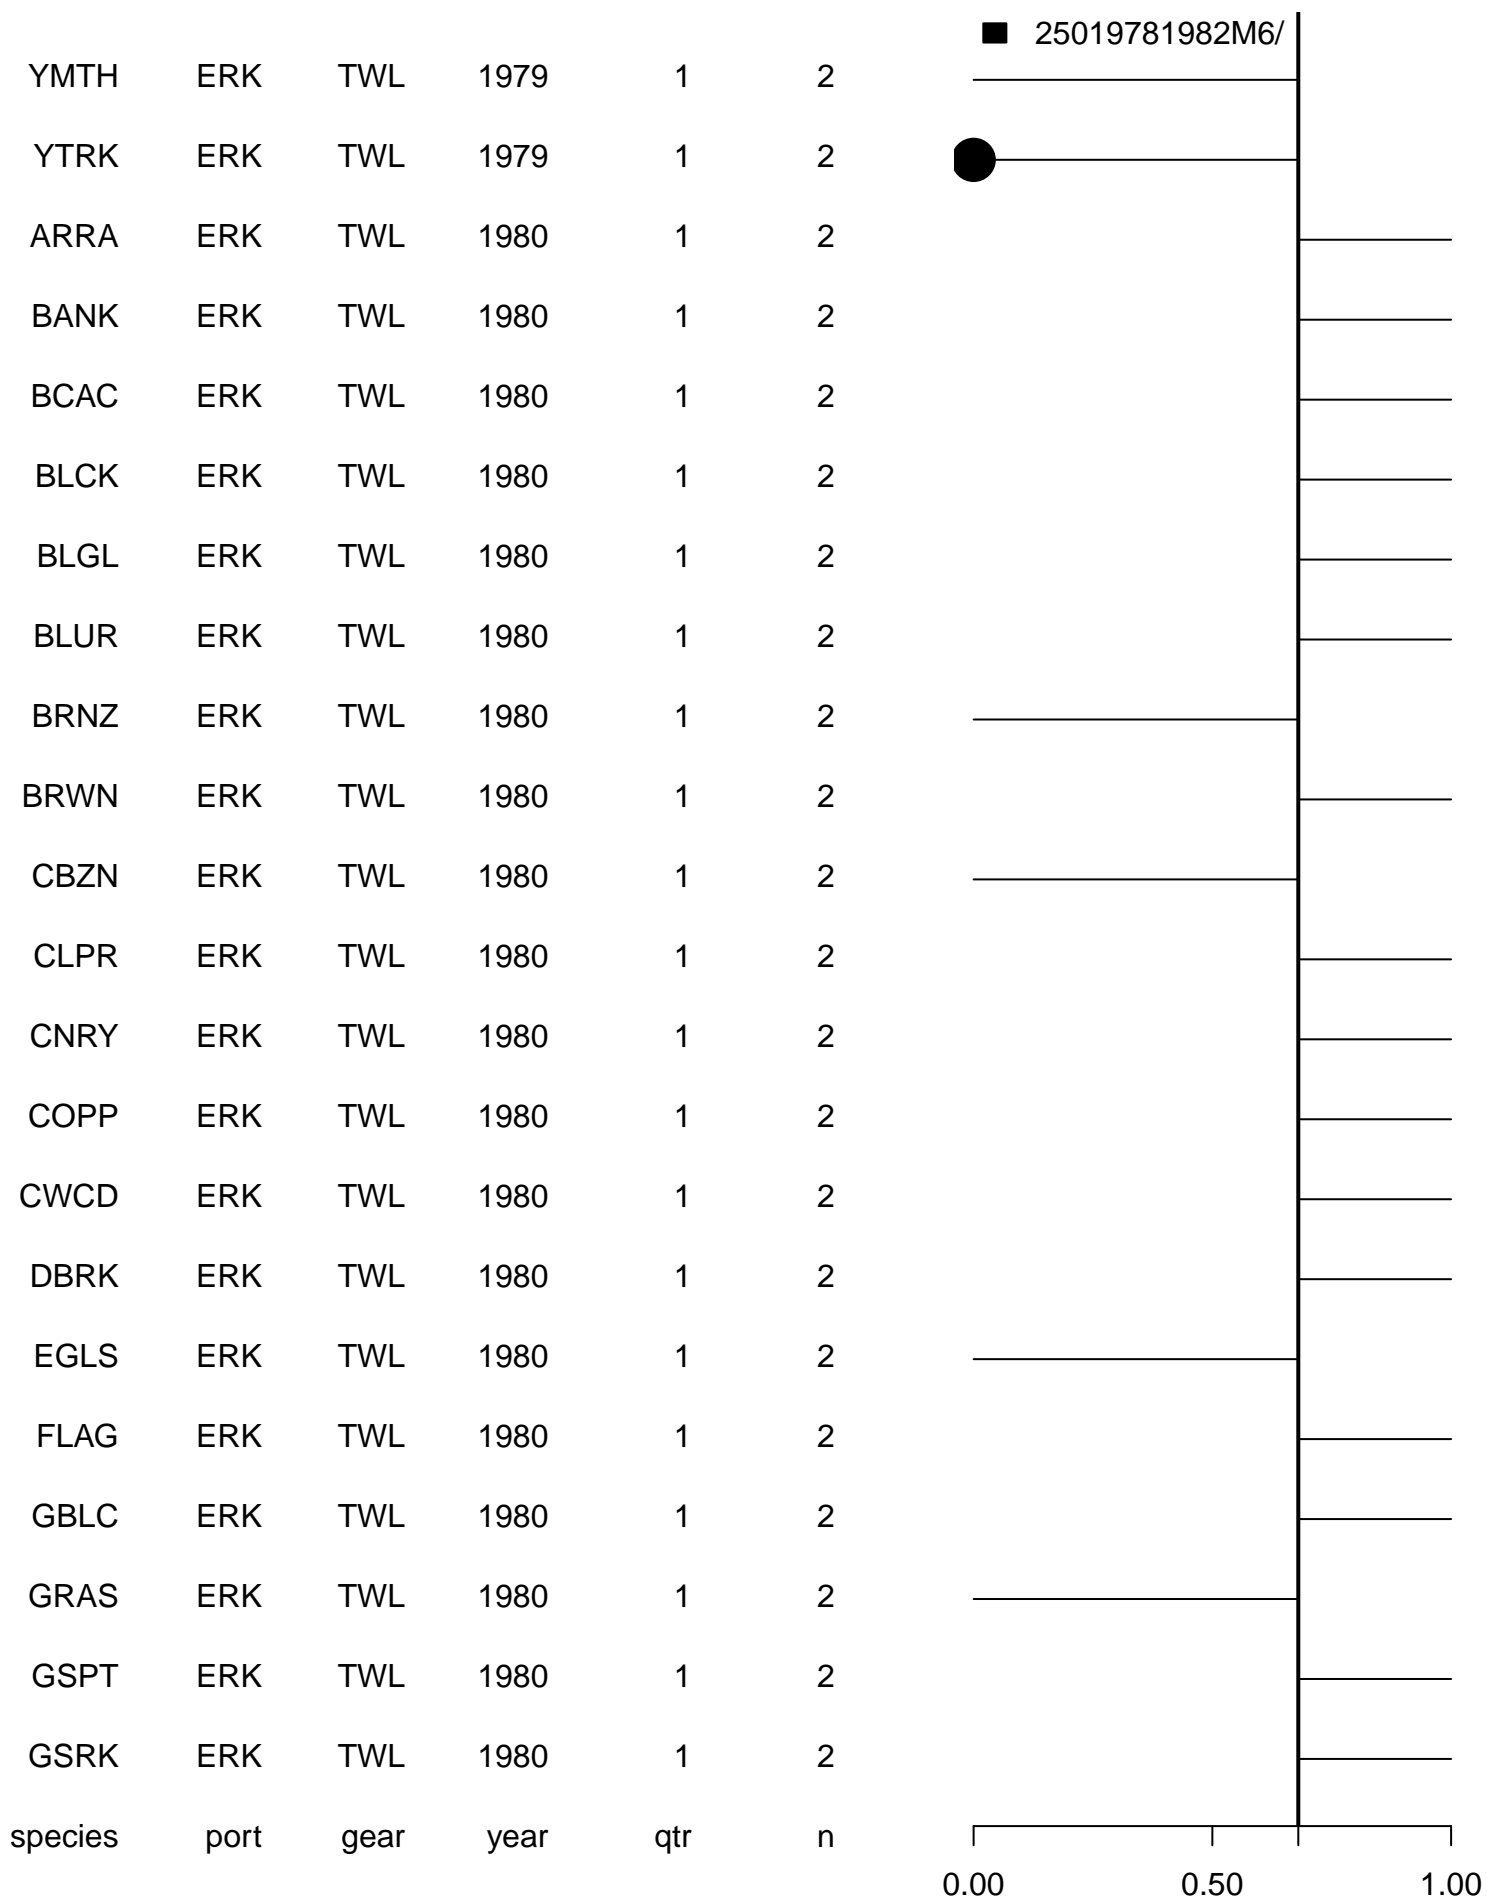 25019781982M6/
YMTH ERK TWL 1979 1 2
YTRK ERK TWL 1979 1 2
ARRA ERK TWL 1980 1 2
BANK ERK TWL 1980 1 2
BCAC ERK TWL 1980 1 2
BLCK ERK TWL 1980 1 2
BLGL ERK TWL 1980 1 2
BLUR ERK TWL 1980 1 2
BRNZ ERK TWL 1980 1 2
BRWN ERK TWL 1980 1 2
CBZN ERK TWL 1980 1 2
CLPR ERK TWL 1980 1 2
CNRY ERK TWL 1980 1 2
COPP ERK TWL 1980 1 2
CWCD ERK TWL 1980 1 2
DBRK ERK TWL 1980 1 2
EGLS ERK TWL 1980 1 2
FLAG ERK TWL 1980 1 2
GBLC ERK TWL 1980 1 2
GRAS ERK TWL 1980 1 2
GSPT ERK TWL 1980 1 2
GSRK ERK TWL 1980 1 2
species port gear year qtr n
0.00 0.50 1.00